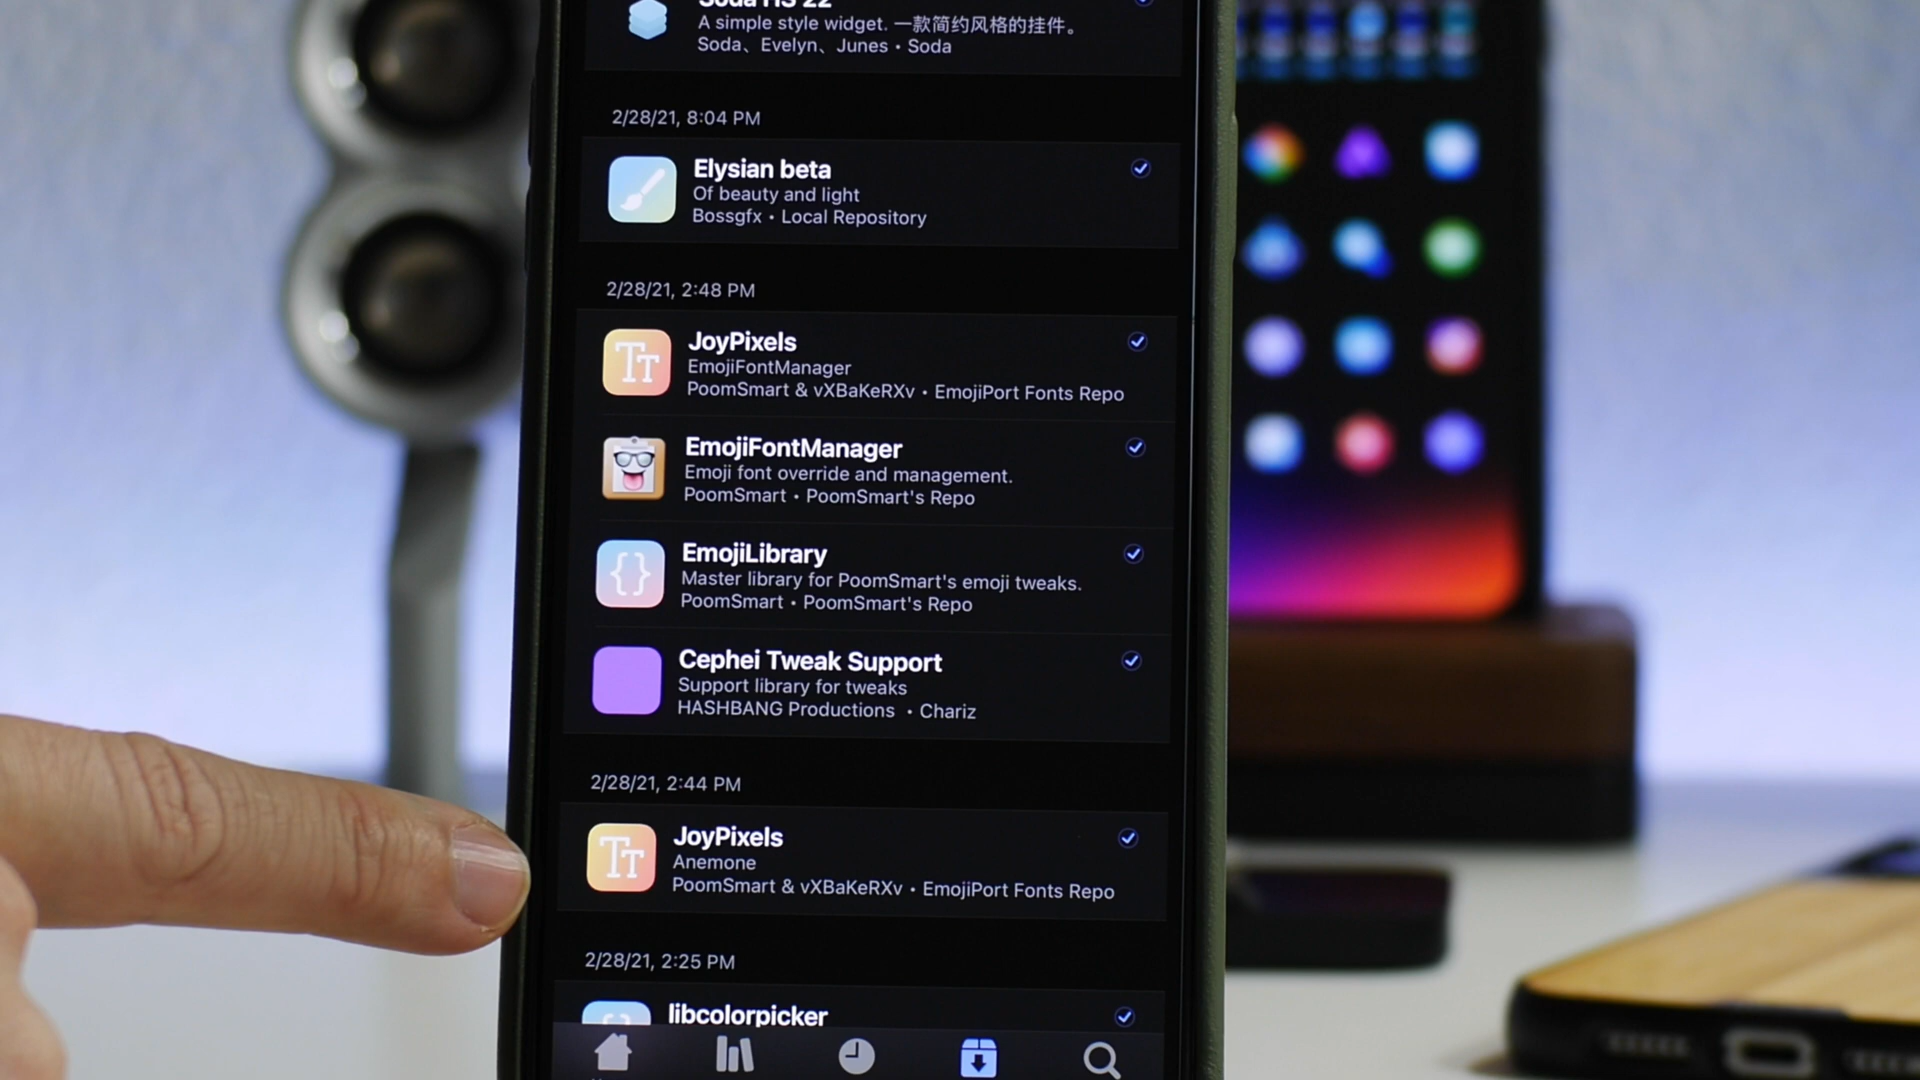 Soda HS 22
A simple style widget. 一款简约风格的挂件。
Soda、Evelyn、Junes • Soda
2/28/21, 8:04 PM
Elysian beta
Of beauty and light
Bossgfx • Local Repository
2/28/21, 2:48 PM
JoyPixels
EmojiFontManager
PoomSmart & vXBaKeRXv • EmojiPort Fonts Repo
EmojiFontManager
Emoji font override and management.
PoomSmart • PoomSmart's Repo
EmojiLibrary
Master library for PoomSmart's emoji tweaks.
PoomSmart • PoomSmart's Repo
Cephei Tweak Support
Support library for tweaks
HASHBANG Productions • Chariz
2/28/21, 2:44 PM
JoyPixels
Anemone
PoomSmart & vXBaKeRXv • EmojiPort Fonts Repo
2/28/21, 2:25 PM
libcolorpicker